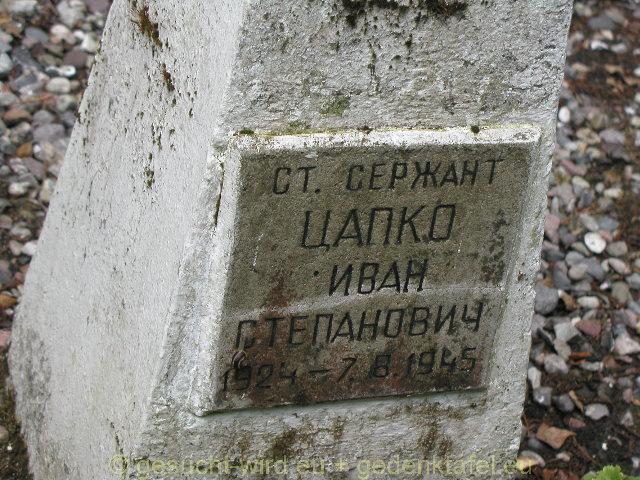 СТ. СЕРЖАНТ
ЦАПКО
ИВАН
СТЕПАНОВИЧ
1924 - 7.8.1945
© gesucht-wird.eu + gedenktafel.eu